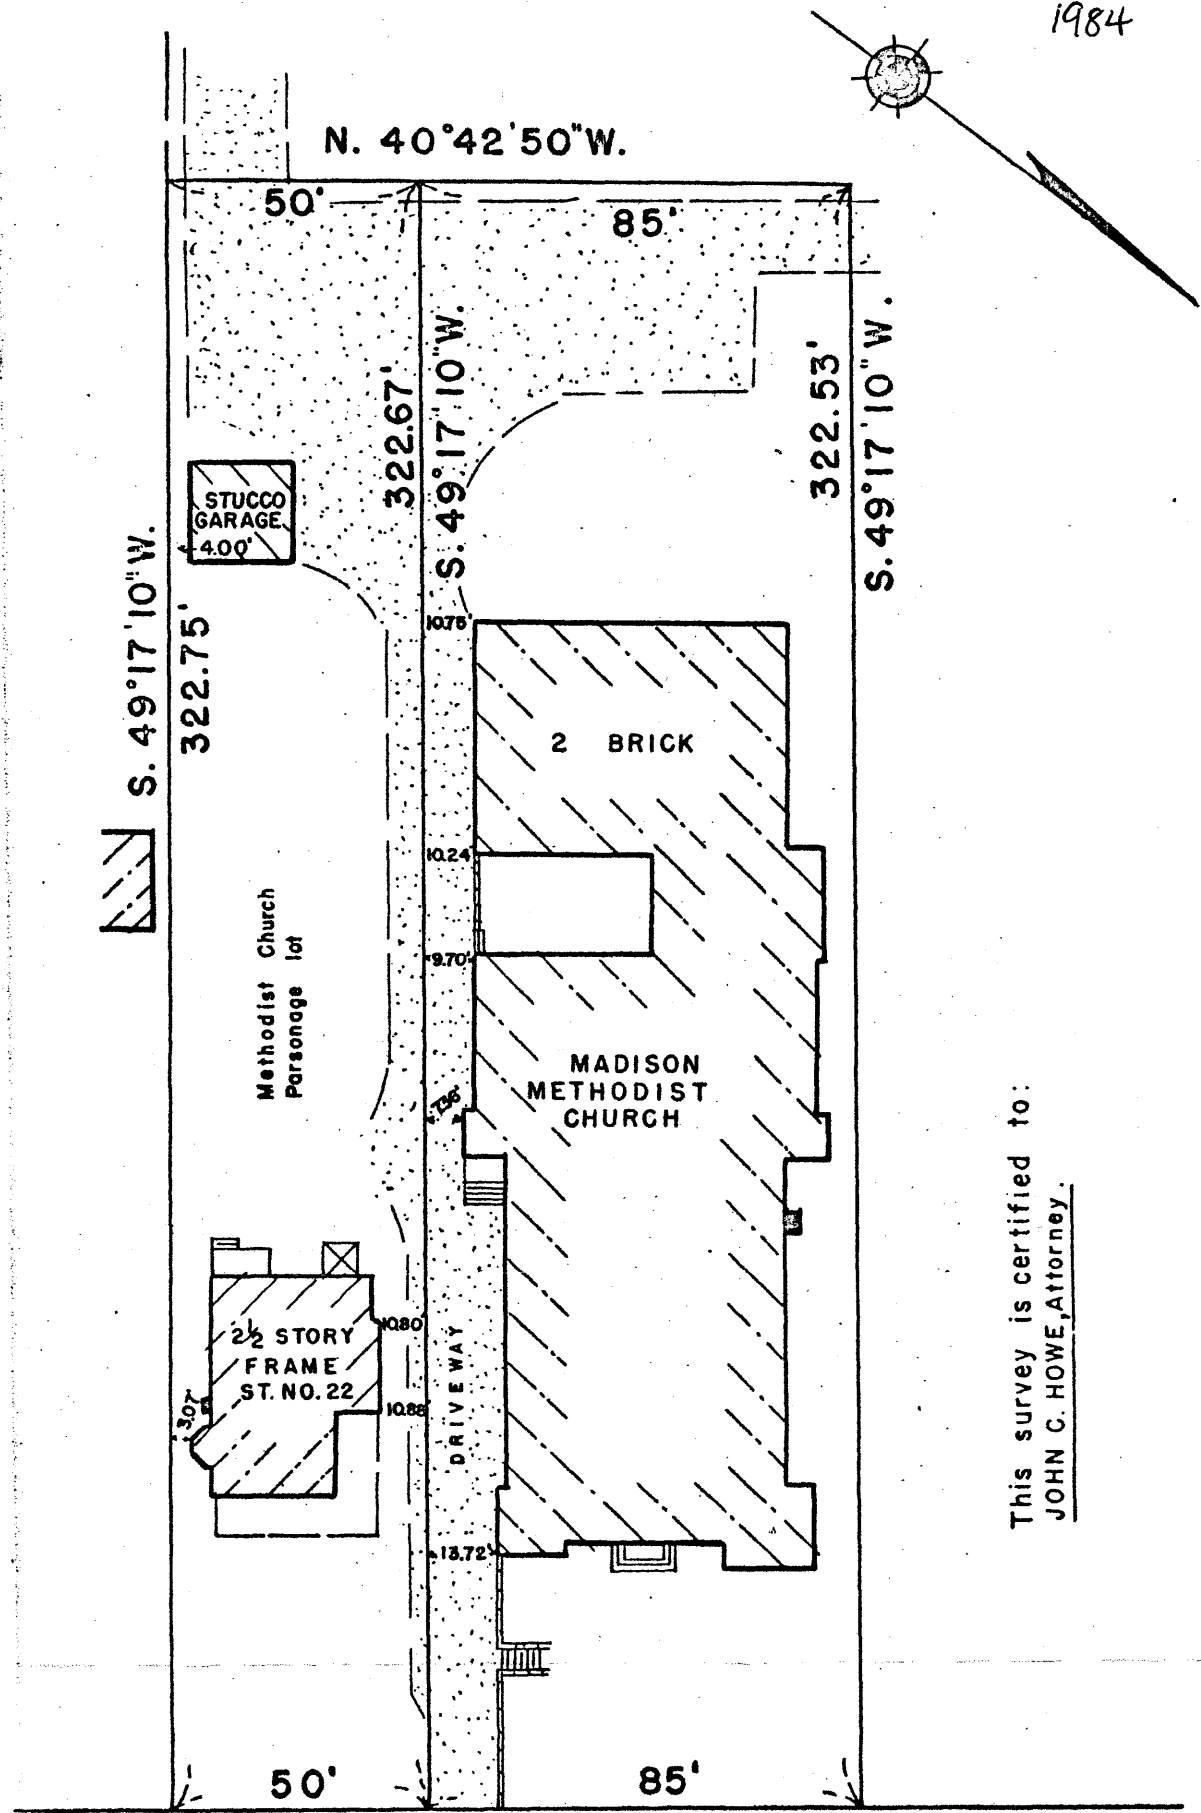 1984
N. 40°42'50"W.
50'
85'
322.67'
S. 49°17'10"W.
322.53'
S. 49°17'10"W.
STUCCO
GARAGE
4.00'
S. 49°17'10"W.
322.75'
10.75'
2 BRICK
10.24'
9.70'
Methodist Church
Parsonage lot
MADISON
METHODIST
CHURCH
7.36'
2½ STORY
FRAME
ST. NO. 22
10.80'
10.88'
3.07'
DRIVEWAY
13.72'
This survey is certified to:
JOHN C. HOWE, Attorney.
50'
85'